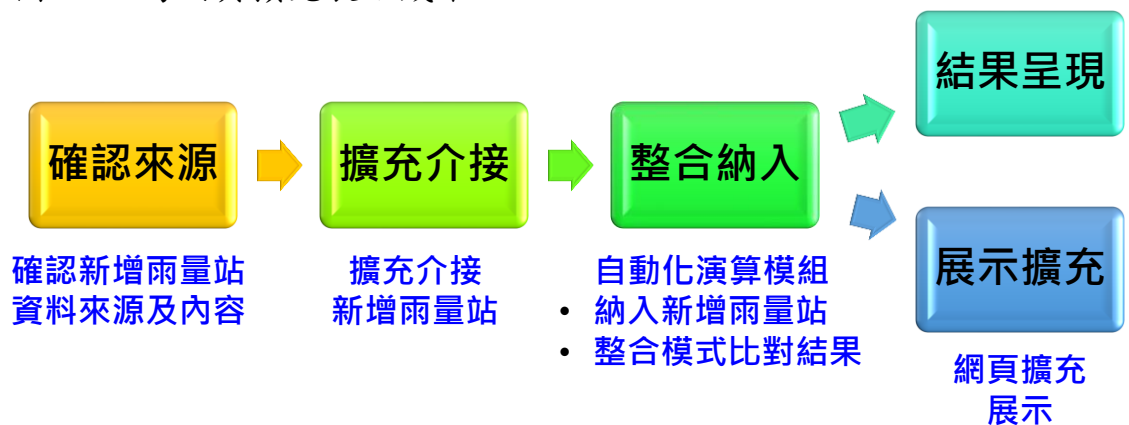 確認來源
擴充介接
整合納入
結果呈現
展示擴充
確認新增雨量站
資料來源及內容
擴充介接
新增雨量站
自動化演算模組
• 納入新增雨量站
• 整合模式比對結果
網頁擴充
展示